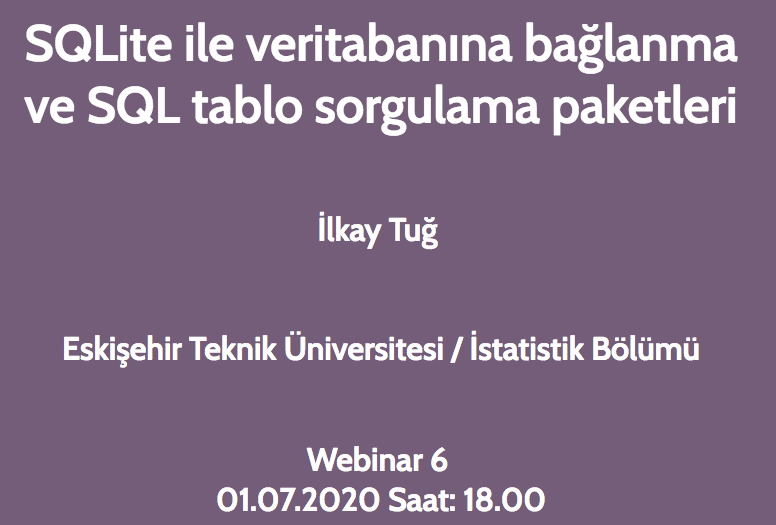 SQLite ile veritabanına bağlanma
ve SQL tablo sorgulama paketleri
İlkay Tuğ
Eskişehir Teknik Üniversitesi / İstatistik Bölümü
Webinar 6
01.07.2020 Saat: 18.00